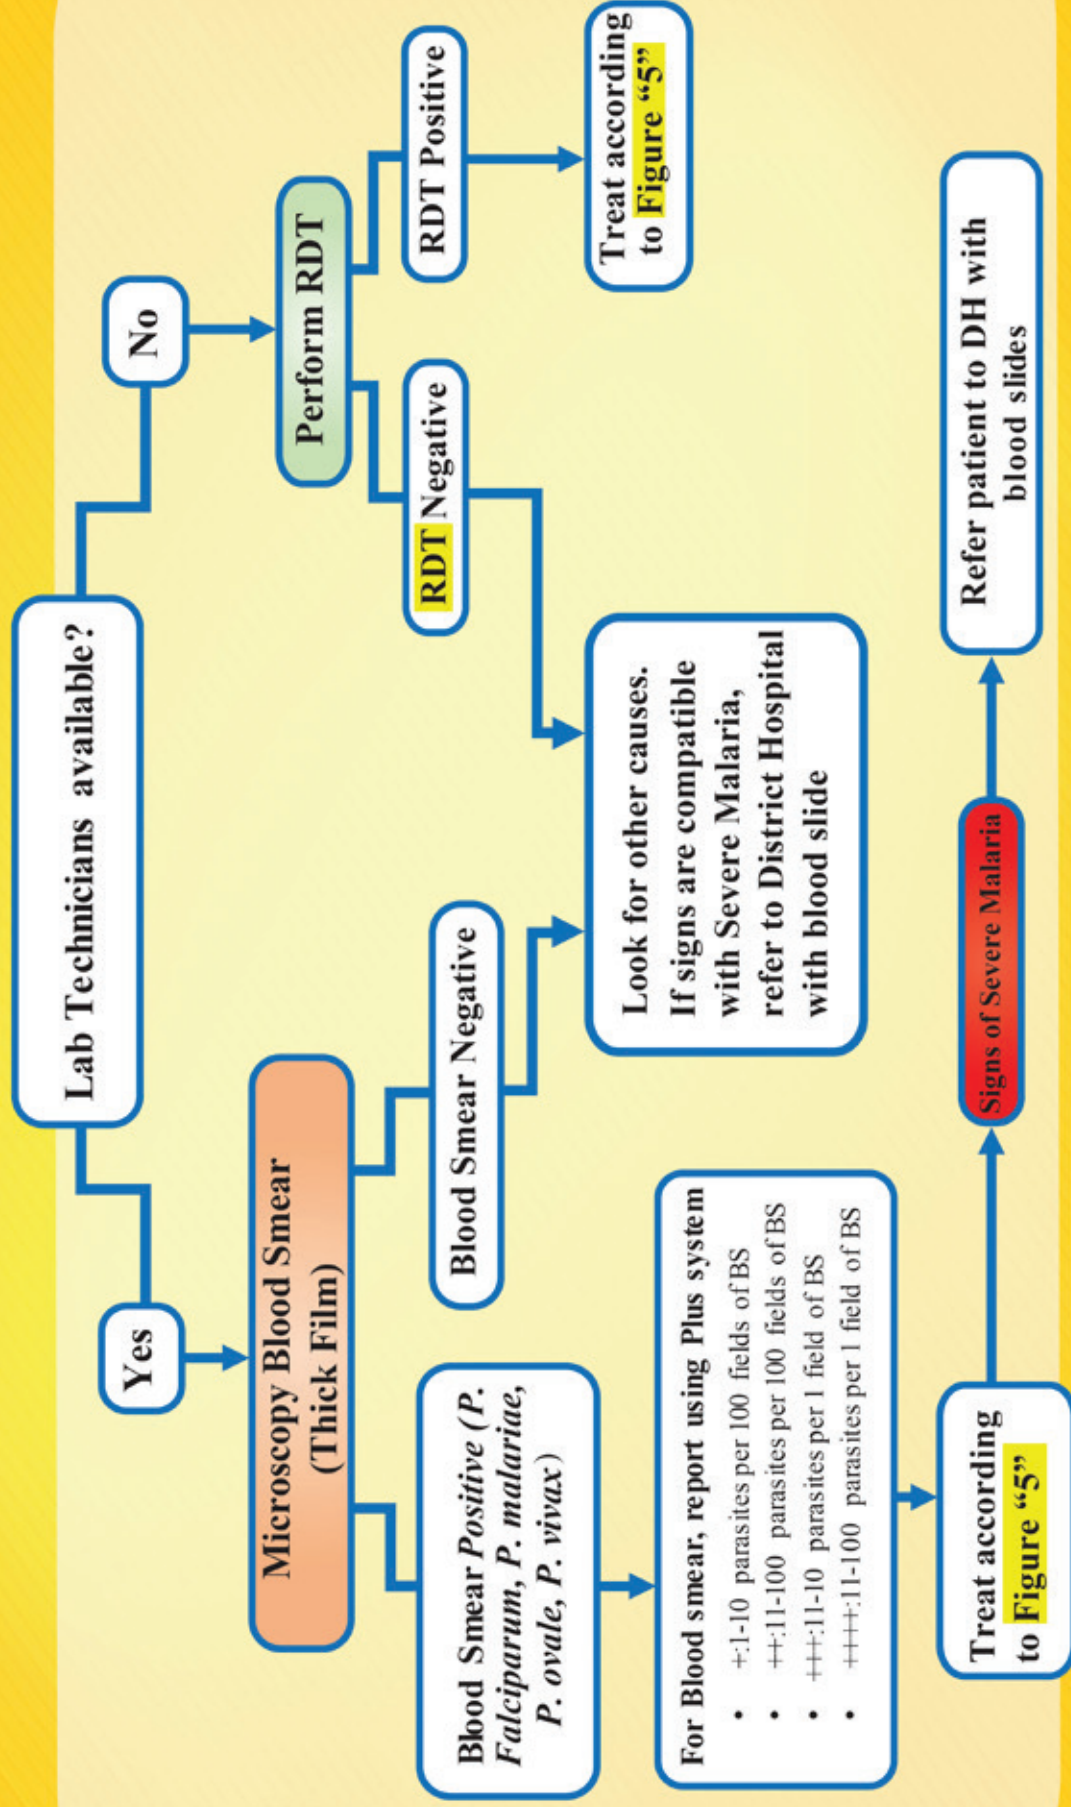 Lab Technicians available?
Yes
No
Microscopy Blood Smear
(Thick Film)
Perform RDT
Blood Smear Positive (P.
Falciparum, P. malariae,
P. ovale, P. vivax)
Blood Smear Negative
RDT Negative
RDT Positive
For Blood smear, report using Plus system
• +:1-10 parasites per 100 fields of BS
• ++:11-100 parasites per 100 fields of BS
• +++:11-10 parasites per 1 field of BS
• ++++:11-100 parasites per 1 field of BS
Look for other causes.
If signs are compatible
with Severe Malaria,
refer to District Hospital
with blood slide
Treat according
to Figure “5”
Treat according
to Figure “5”
Signs of Severe Malaria
Refer patient to DH with
blood slides